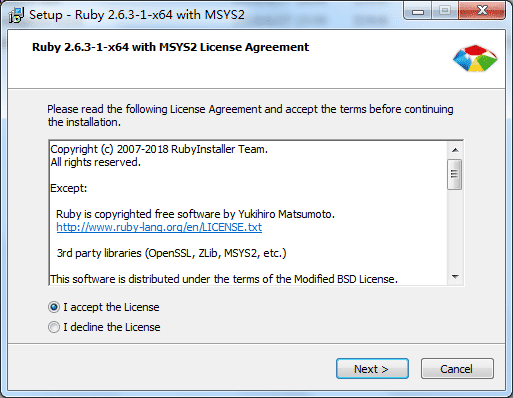 Setup - Ruby 2.6.3-1-x64 with MSYS2
Ruby 2.6.3-1-x64 with MSYS2 License Agreement
Please read the following License Agreement and accept the terms before continuing
the installation.
Copyright (c) 2007-2018 RubyInstaller Team.
All rights reserved.
Except:
Ruby is copyrighted free software by Yukihiro Matsumoto.
http://www.ruby-lang.org/en/LICENSE.txt
3rd party libraries (OpenSSL, ZLib, MSYS2, etc.)
This software is distributed under the terms of the Modified BSD License.
I accept the License
I decline the License
Next >
Cancel